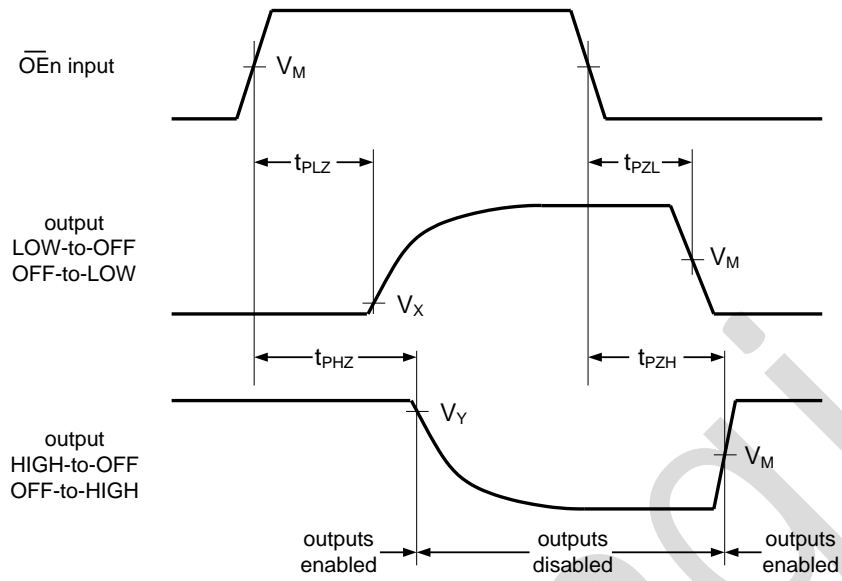 O̅E̅n input
V_M
t_PLZ
t_PZL
output
LOW-to-OFF
OFF-to-LOW
V_M
V_X
t_PHZ
t_PZH
V_Y
output
HIGH-to-OFF
OFF-to-HIGH
V_M
outputs
enabled
outputs
disabled
outputs
enabled